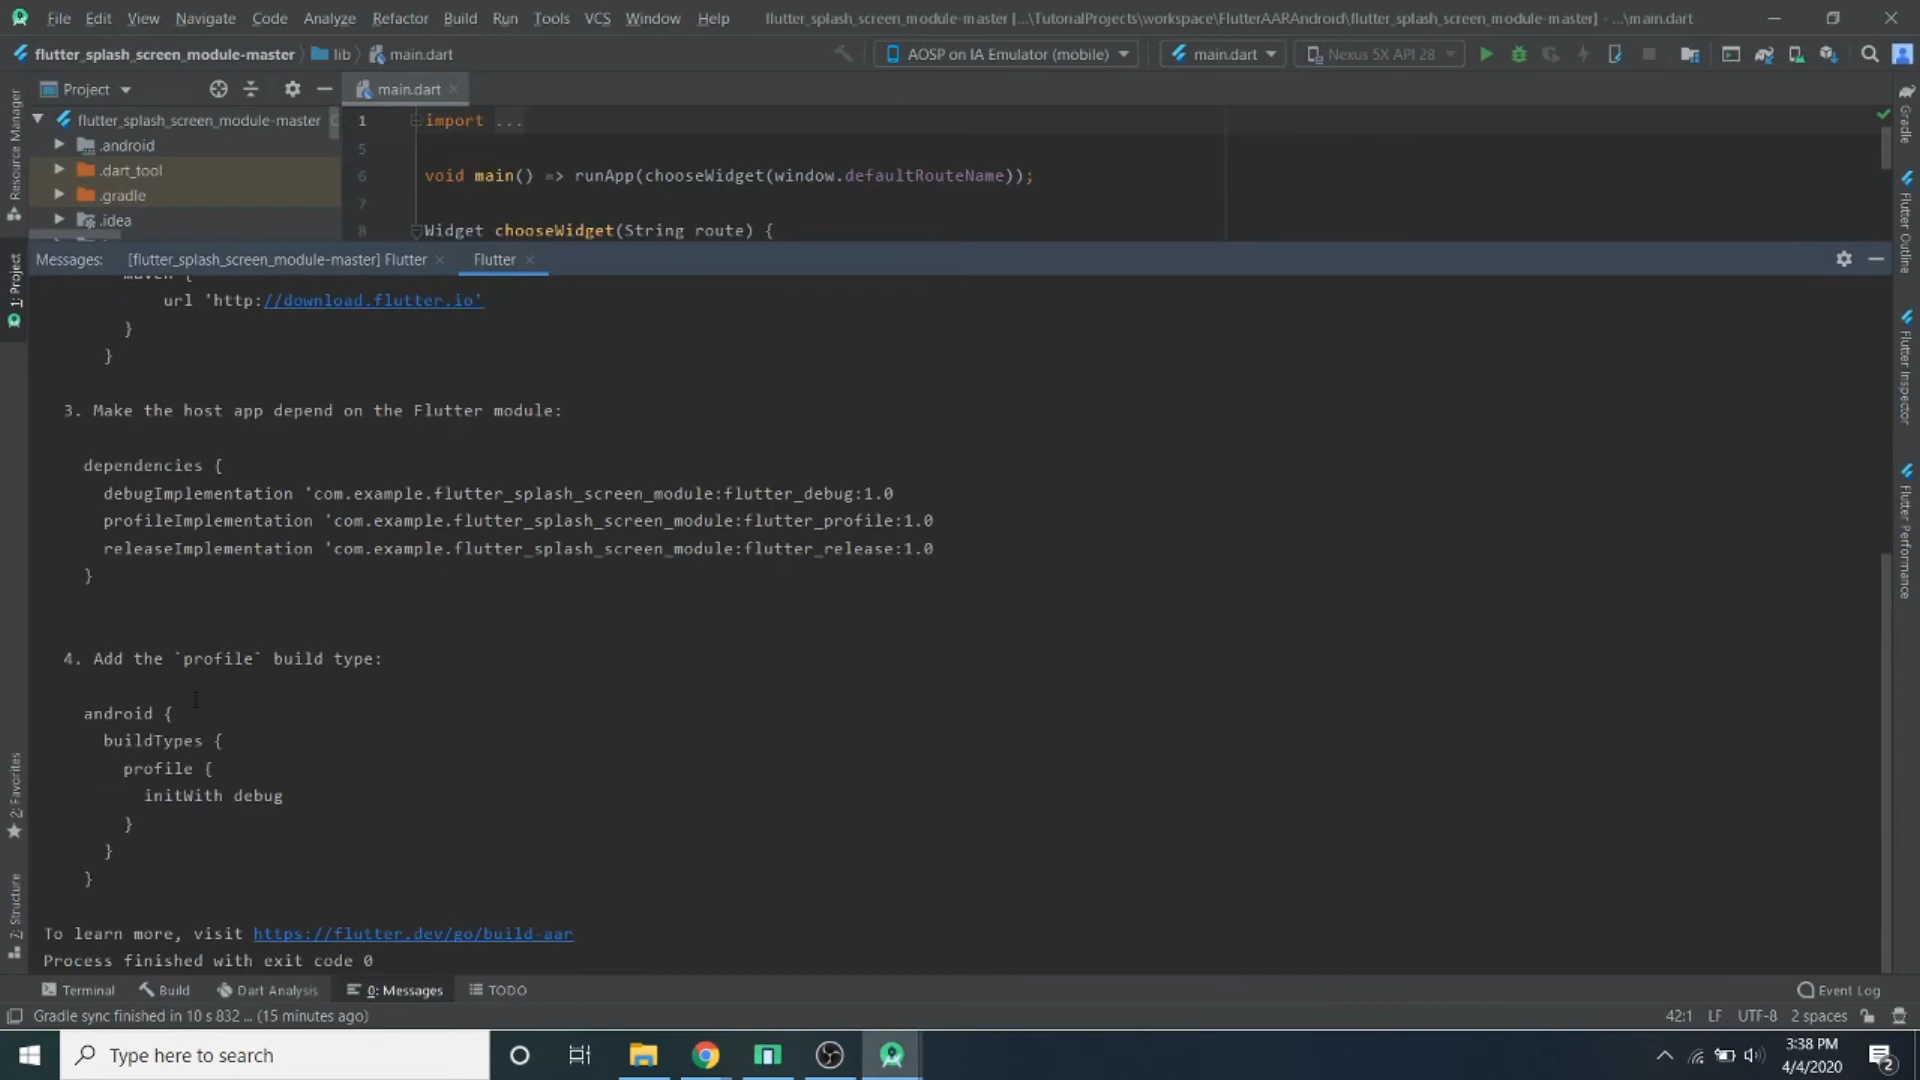 File Edit View Navigate Code Analyze Refactor Build Run Tools VCS Window Help flutter_splash_screen_module-master [...\TutorialProjects\workspace\FlutterAARAndroid\flutter_splash_screen_module-master] - ...\main.dart
flutter_splash_screen_module-master lib main.dart AOSP on IA Emulator (mobile) main.dart Nexus 5X API 28
Project main.dart
flutter_splash_screen_module-master
.android
.dart_tool
.gradle
.idea
1 import ...
5
6 void main() => runApp(chooseWidget(window.defaultRouteName));
7
8 Widget chooseWidget(String route) {
Messages: [flutter_splash_screen_module-master] Flutter Flutter
maven {
url 'http://download.flutter.io'
}
}
3. Make the host app depend on the Flutter module:
dependencies {
debugImplementation 'com.example.flutter_splash_screen_module:flutter_debug:1.0
profileImplementation 'com.example.flutter_splash_screen_module:flutter_profile:1.0
releaseImplementation 'com.example.flutter_splash_screen_module:flutter_release:1.0
}
4. Add the `profile` build type:
android {
buildTypes {
profile {
initWith debug
}
}
}
To learn more, visit https://flutter.dev/go/build-aar
Process finished with exit code 0
Resource Manager
1: Project
2: Favorites
Z: Structure
Gradle
Flutter Outline
Flutter Inspector
Flutter Performance
Terminal Build Dart Analysis 0: Messages TODO Event Log
Gradle sync finished in 10 s 832 ... (15 minutes ago) 42:1 LF UTF-8 2 spaces
Type here to search
3:38 PM
4/4/2020
2